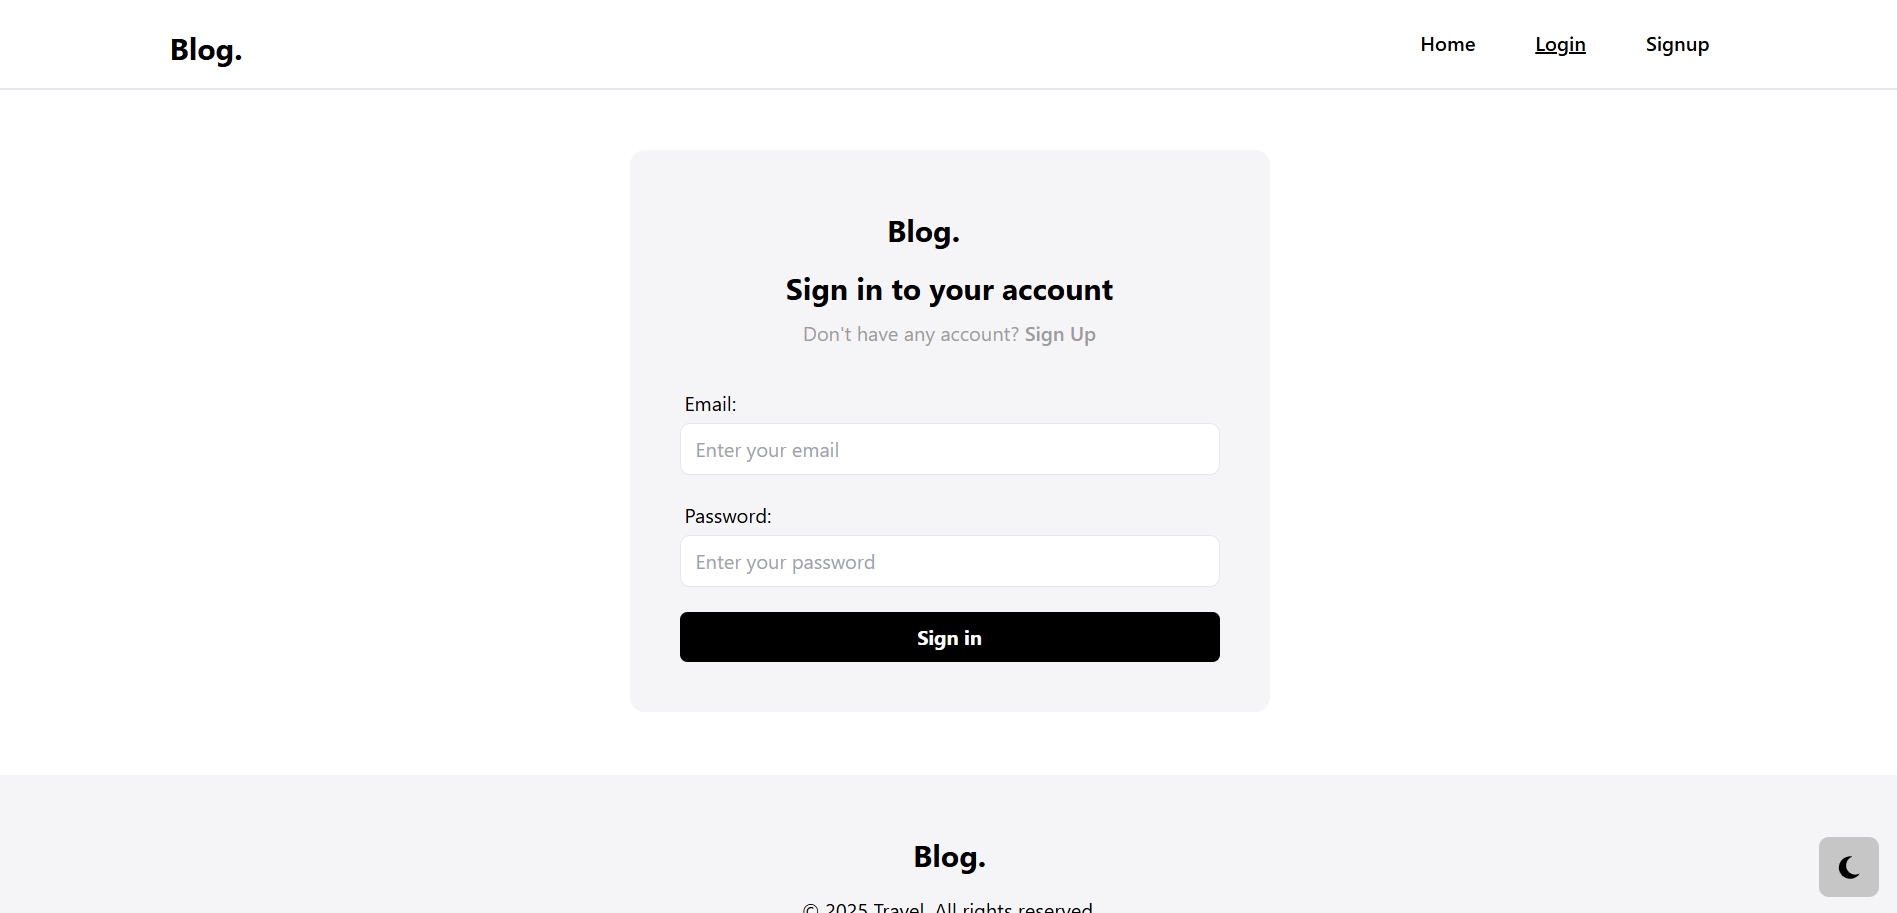 Blog.
Home Login Signup
Blog.
Sign in to your account
Don't have any account? Sign Up
Email:
Enter your email
Password:
Enter your password
Sign in
Blog.
© 2025 Travel. All rights reserved.